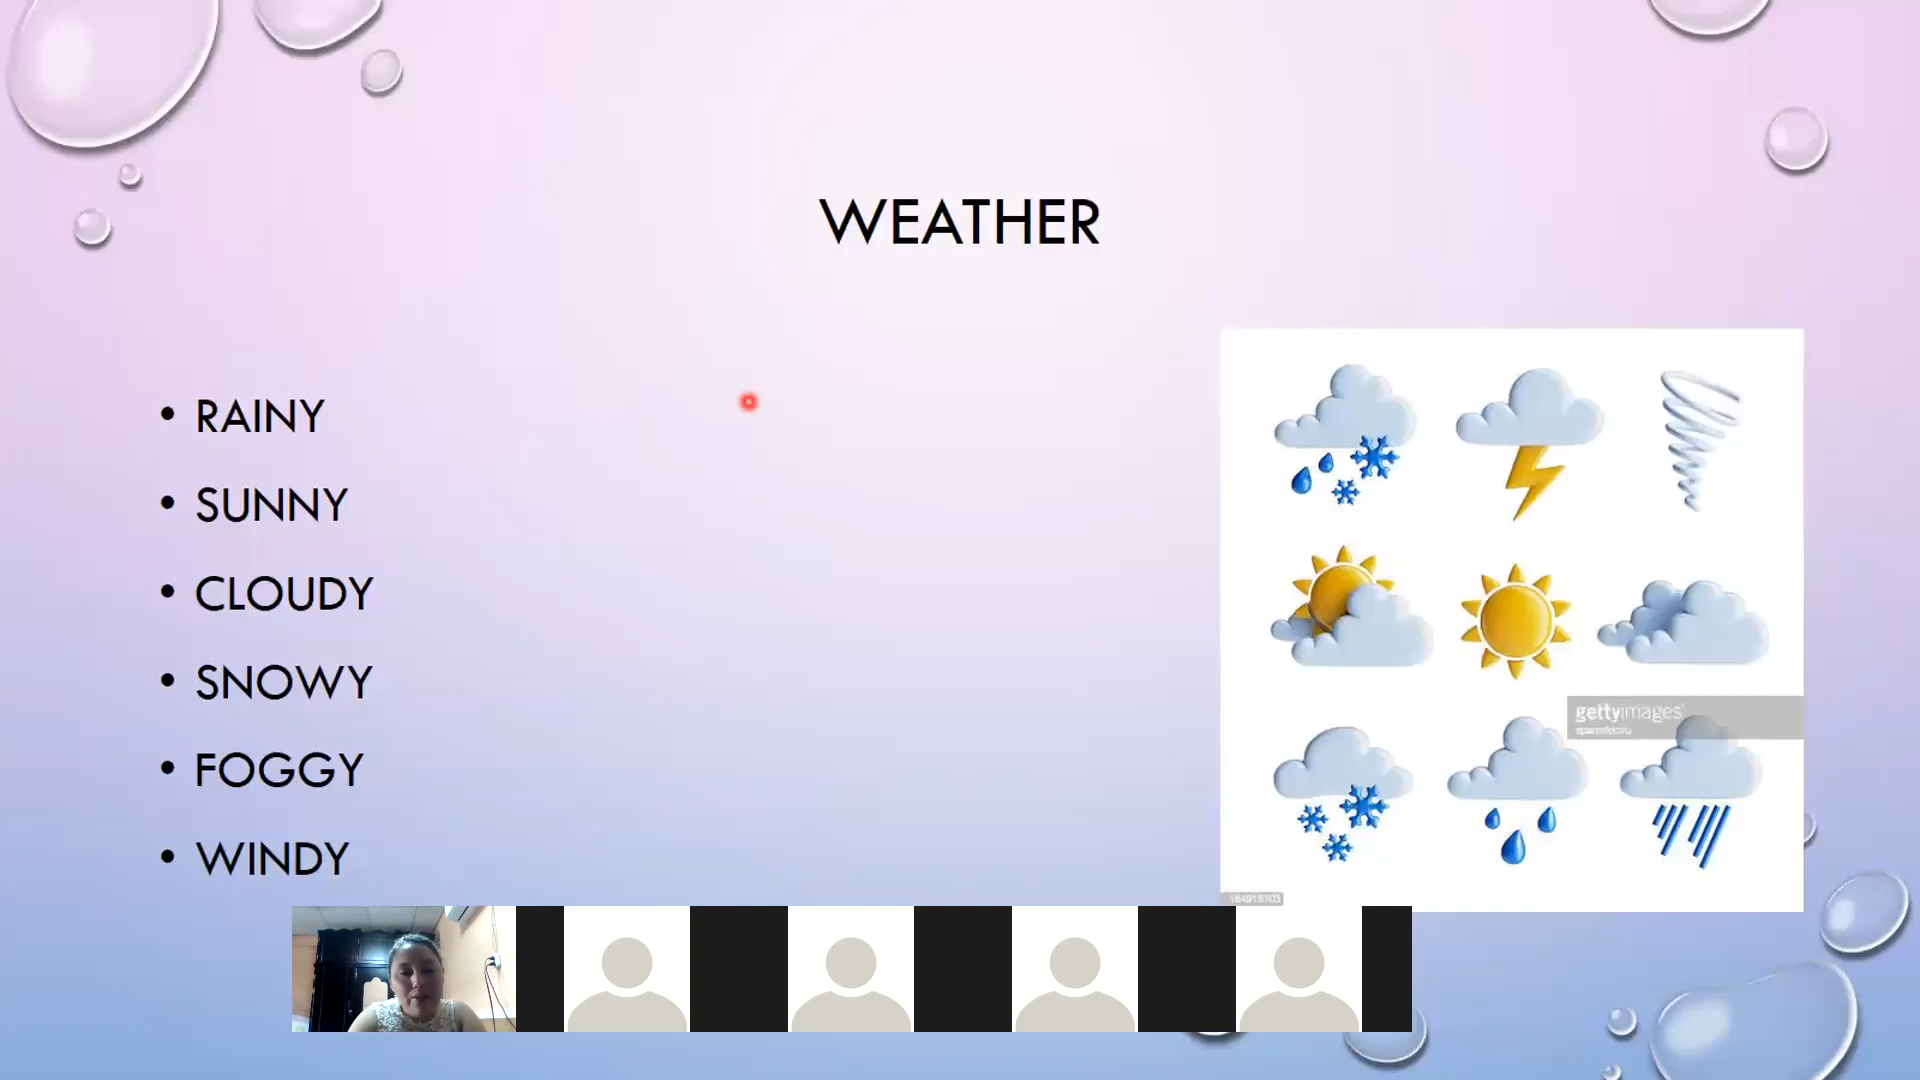 WEATHER
• RAINY
• SUNNY
• CLOUDY
• SNOWY
• FOGGY
• WINDY
gettyimages